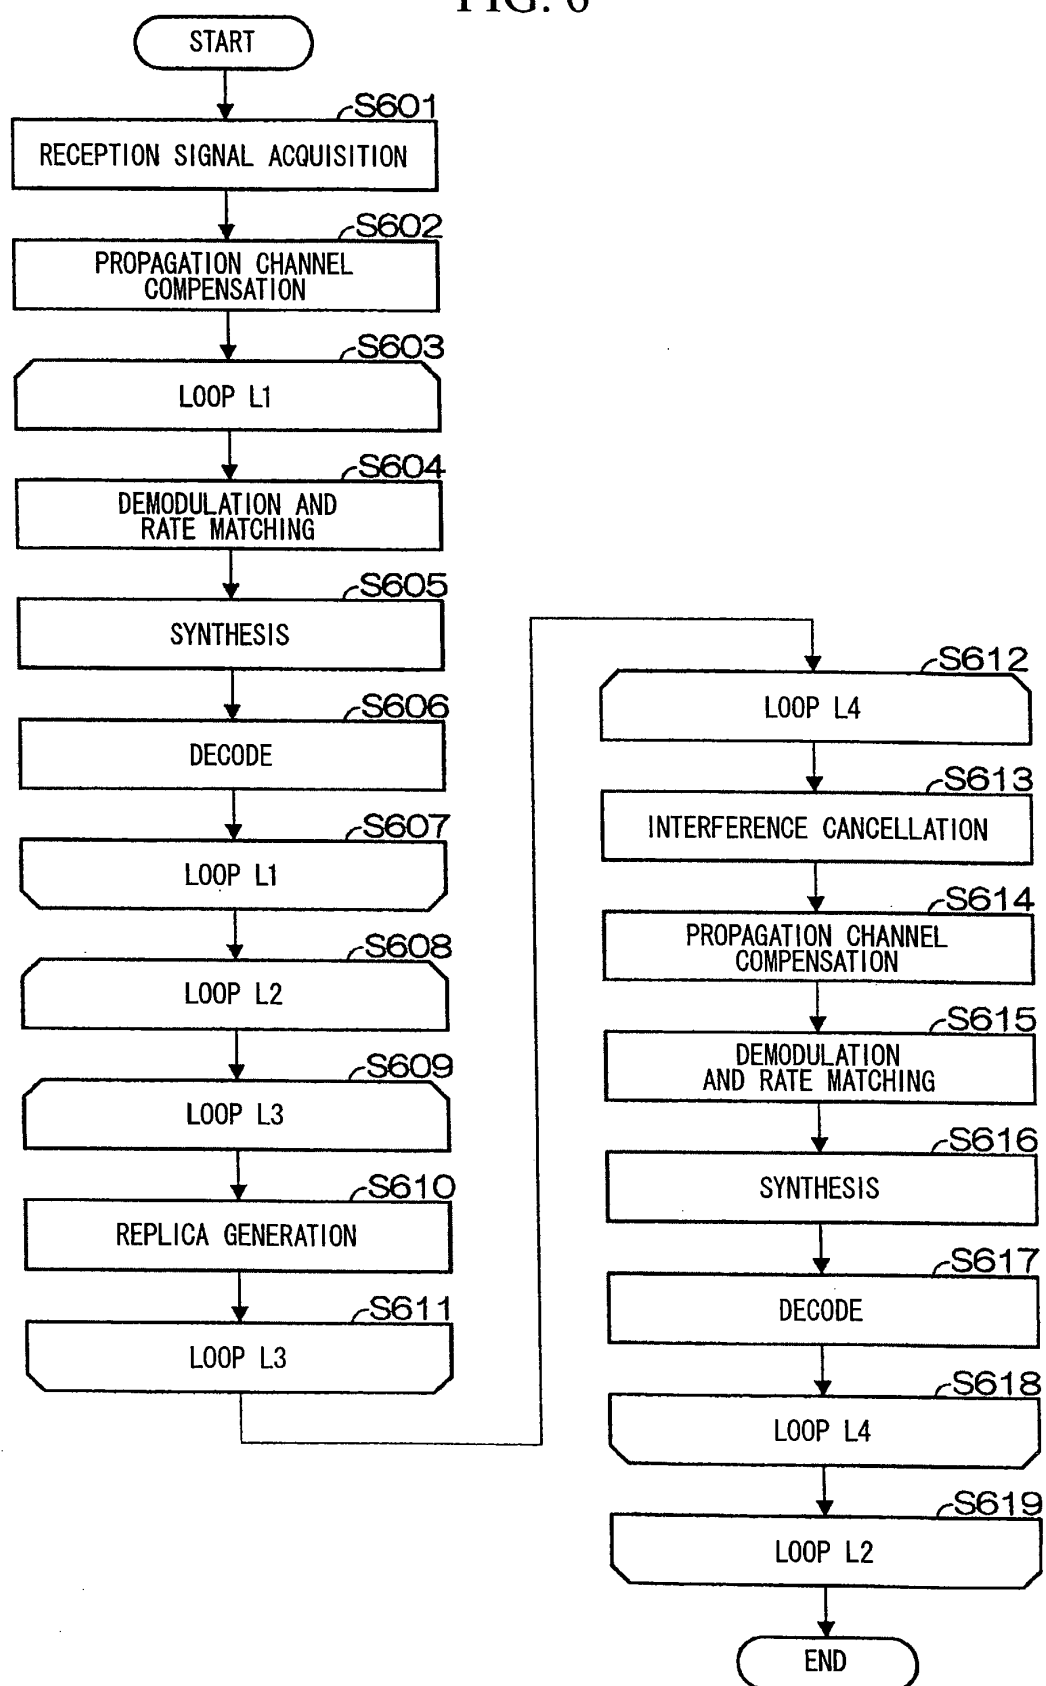 FIG. 6
START
S601
RECEPTION SIGNAL ACQUISITION
S602
PROPAGATION CHANNEL
COMPENSATION
S603
LOOP L1
S604
DEMODULATION AND
RATE MATCHING
S605
SYNTHESIS
S606
DECODE
S607
LOOP L1
S608
LOOP L2
S609
LOOP L3
S610
REPLICA GENERATION
S611
LOOP L3
S612
LOOP L4
S613
INTERFERENCE CANCELLATION
S614
PROPAGATION CHANNEL
COMPENSATION
S615
DEMODULATION
AND RATE MATCHING
S616
SYNTHESIS
S617
DECODE
S618
LOOP L4
S619
LOOP L2
END